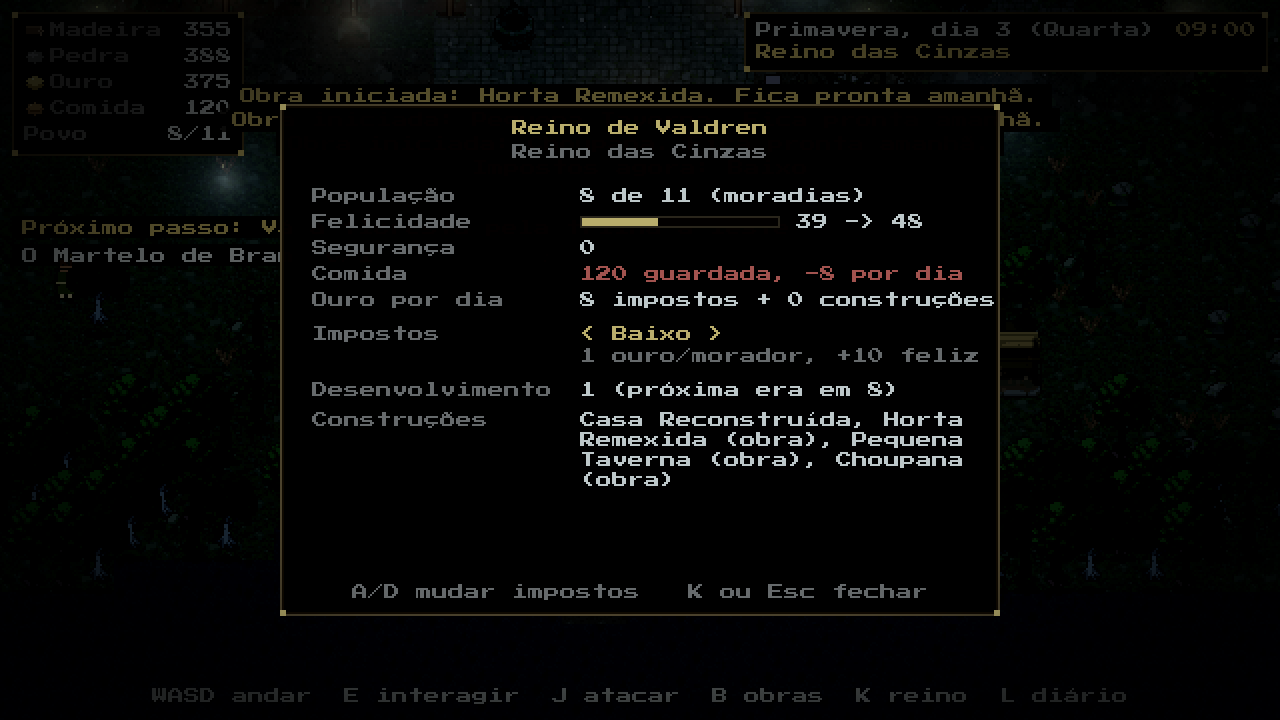 Madeira 355
Pedra 388
Ouro 375
Comida 120
Povo 8/11
Primavera, dia 3 (Quarta) 09:00
Reino das Cinzas
Obra iniciada: Horta Remexida. Fica pronta amanhã.
Obr
hã.
Próximo passo: V
O Martelo de Bra
Reino de Valdren
Reino das Cinzas
População 8 de 11 (moradias)
Felicidade 39 -> 48
Segurança 0
Comida 120 guardada, -8 por dia
Ouro por dia 8 impostos + 0 construções
Impostos < Baixo >
1 ouro/morador, +10 feliz
Desenvolvimento 1 (próxima era em 8)
Construções Casa Reconstruída, Horta
Remexida (obra), Pequena
Taverna (obra), Choupana
(obra)
A/D mudar impostos K ou Esc fechar
WASD andar E interagir J atacar B obras K reino L diário